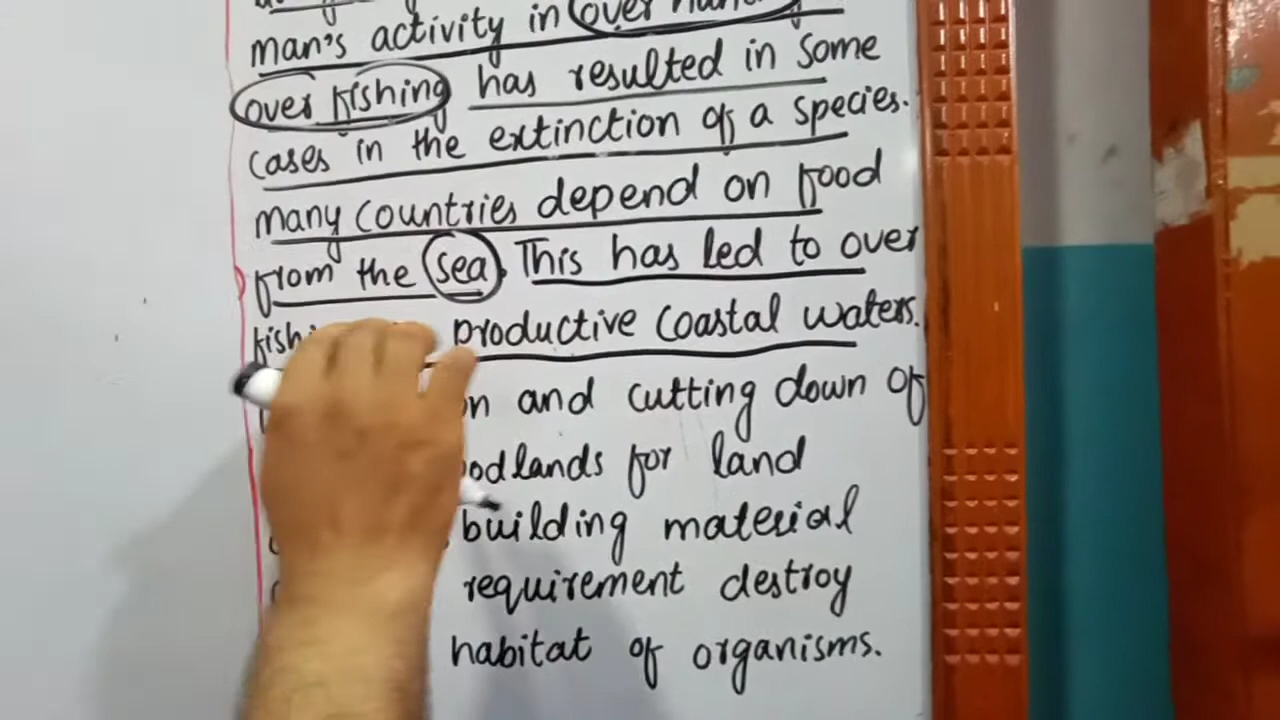 man's activity in over
over fishing has resulted in some
cases in the extinction of a species.
many countries depend on food
from the sea. This has led to over
productive coastal waters.
and cutting down of
for land
building material
requirement destroy
habitat of organisms.